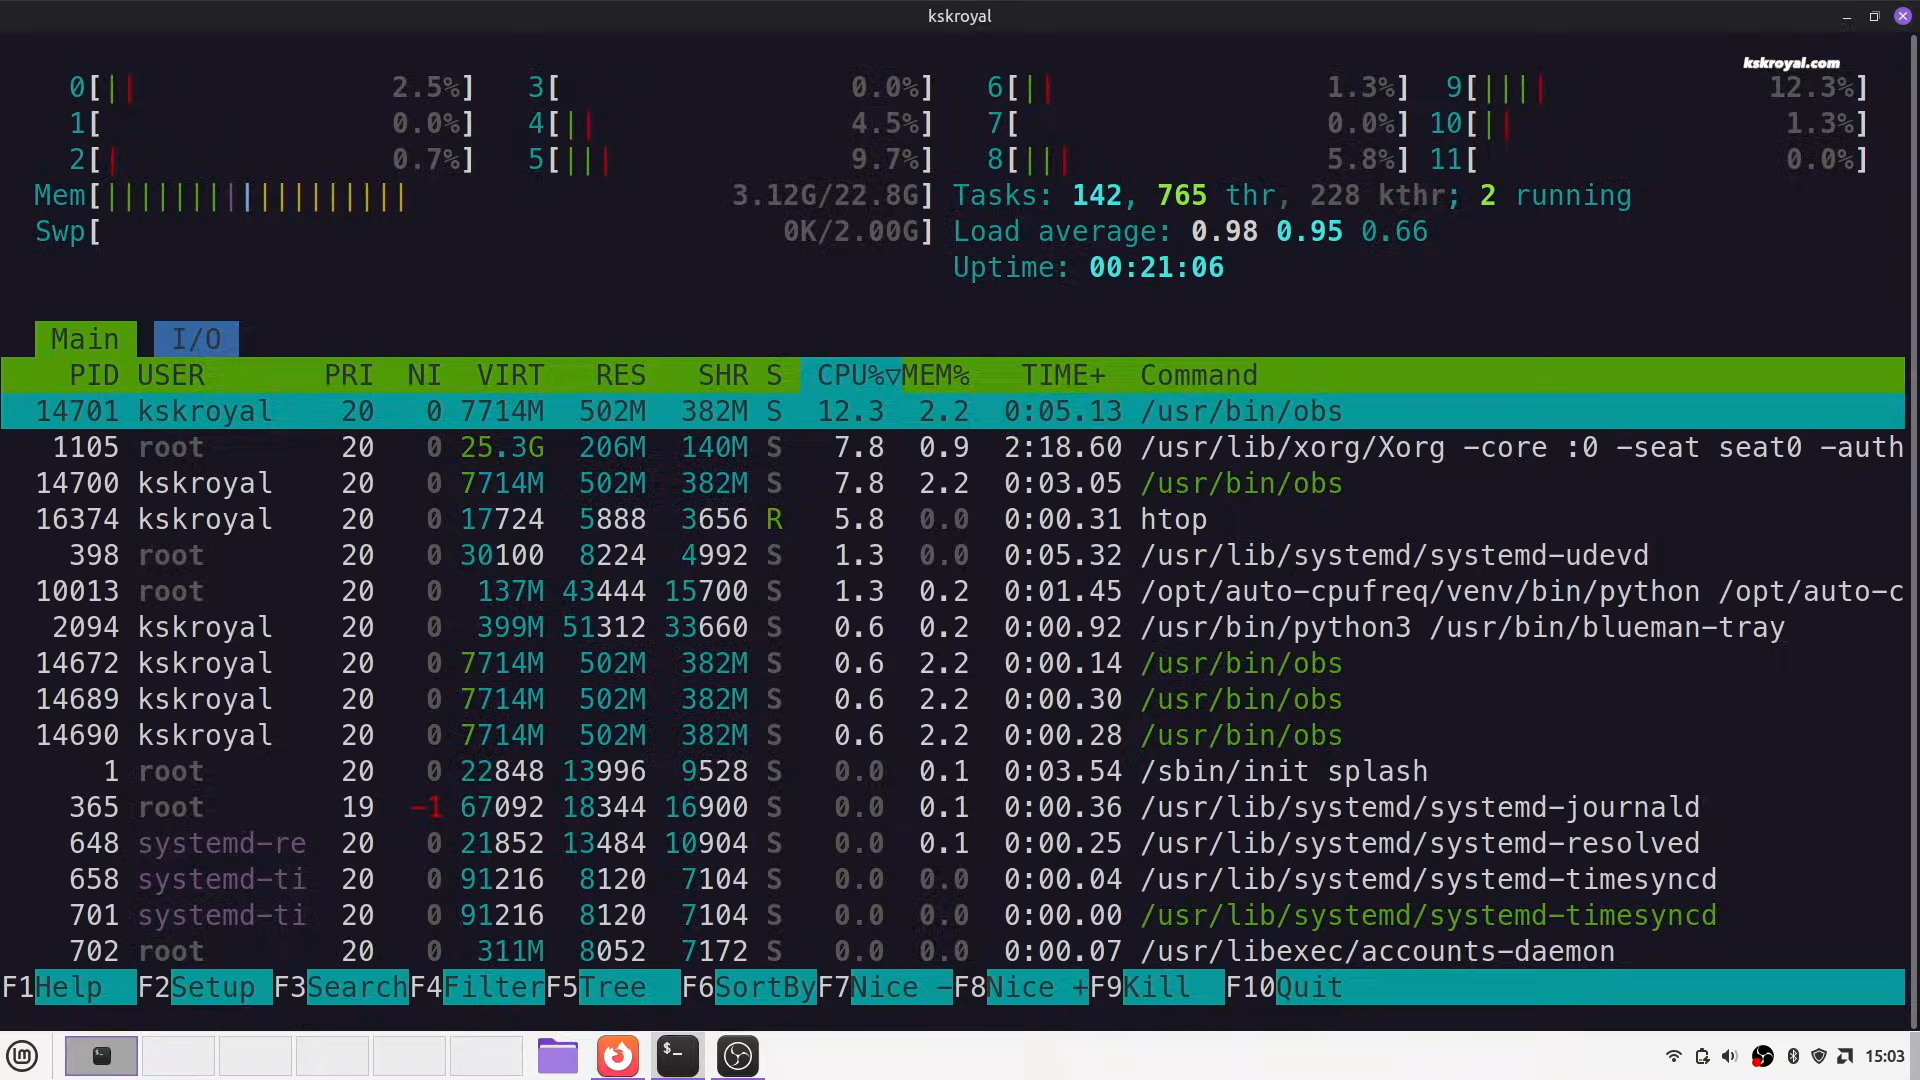 kskroyal
kskroyal.com
0[|| 2.5%] 3[ 0.0%] 6[|| 1.3%] 9[|||| 12.3%]
1[ 0.0%] 4[|| 4.5%] 7[ 0.0%] 10[|| 1.3%]
2[| 0.7%] 5[||| 9.7%] 8[||| 5.8%] 11[ 0.0%]
Mem[|||||||||||||||||| 3.12G/22.8G] Tasks: 142, 765 thr, 228 kthr; 2 running
Swp[ 0K/2.00G] Load average: 0.98 0.95 0.66
Uptime: 00:21:06
Main I/O
PID USER PRI NI VIRT RES SHR S CPU%▽MEM% TIME+ Command
14701 kskroyal 20 0 7714M 502M 382M S 12.3 2.2 0:05.13 /usr/bin/obs
1105 root 20 0 25.3G 206M 140M S 7.8 0.9 2:18.60 /usr/lib/xorg/Xorg -core :0 -seat seat0 -auth
14700 kskroyal 20 0 7714M 502M 382M S 7.8 2.2 0:03.05 /usr/bin/obs
16374 kskroyal 20 0 17724 5888 3656 R 5.8 0.0 0:00.31 htop
398 root 20 0 30100 8224 4992 S 1.3 0.0 0:05.32 /usr/lib/systemd/systemd-udevd
10013 root 20 0 137M 43444 15700 S 1.3 0.2 0:01.45 /opt/auto-cpufreq/venv/bin/python /opt/auto-c
2094 kskroyal 20 0 399M 51312 33660 S 0.6 0.2 0:00.92 /usr/bin/python3 /usr/bin/blueman-tray
14672 kskroyal 20 0 7714M 502M 382M S 0.6 2.2 0:00.14 /usr/bin/obs
14689 kskroyal 20 0 7714M 502M 382M S 0.6 2.2 0:00.30 /usr/bin/obs
14690 kskroyal 20 0 7714M 502M 382M S 0.6 2.2 0:00.28 /usr/bin/obs
1 root 20 0 22848 13996 9528 S 0.0 0.1 0:03.54 /sbin/init splash
365 root 19 -1 67092 18344 16900 S 0.0 0.1 0:00.36 /usr/lib/systemd/systemd-journald
648 systemd-re 20 0 21852 13484 10904 S 0.0 0.1 0:00.25 /usr/lib/systemd/systemd-resolved
658 systemd-ti 20 0 91216 8120 7104 S 0.0 0.0 0:00.04 /usr/lib/systemd/systemd-timesyncd
701 systemd-ti 20 0 91216 8120 7104 S 0.0 0.0 0:00.00 /usr/lib/systemd/systemd-timesyncd
702 root 20 0 311M 8052 7172 S 0.0 0.0 0:00.07 /usr/libexec/accounts-daemon
F1Help F2Setup F3SearchF4FilterF5Tree F6SortByF7Nice -F8Nice +F9Kill F10Quit
15:03